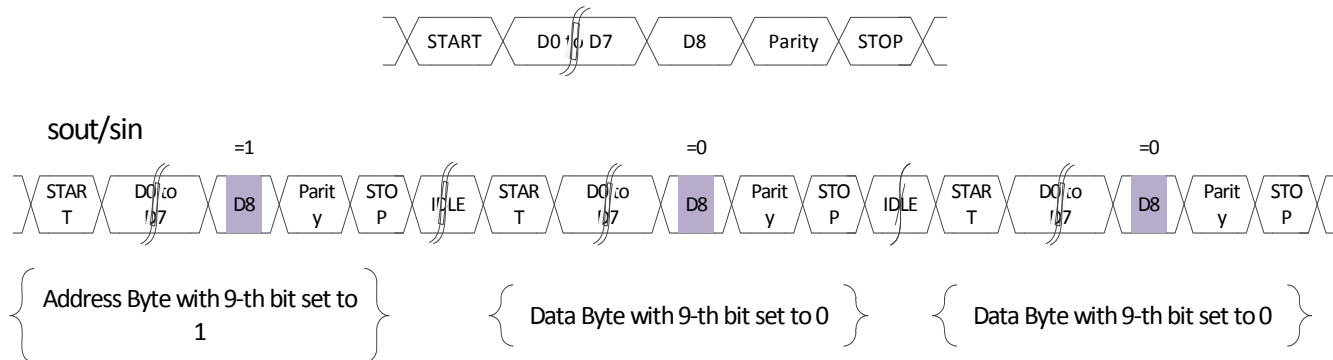 START D0 to D7 D8 Parity STOP
sout/sin
=1 =0 =0
STAR
T D0 to
D7 D8 Parit
y STO
P IDLE STAR
T D0 to
D7 D8 Parit
y STO
P IDLE STAR
T D0 to
D7 D8 Parit
y STO
P
Address Byte with 9-th bit set to
1
Data Byte with 9-th bit set to 0
Data Byte with 9-th bit set to 0